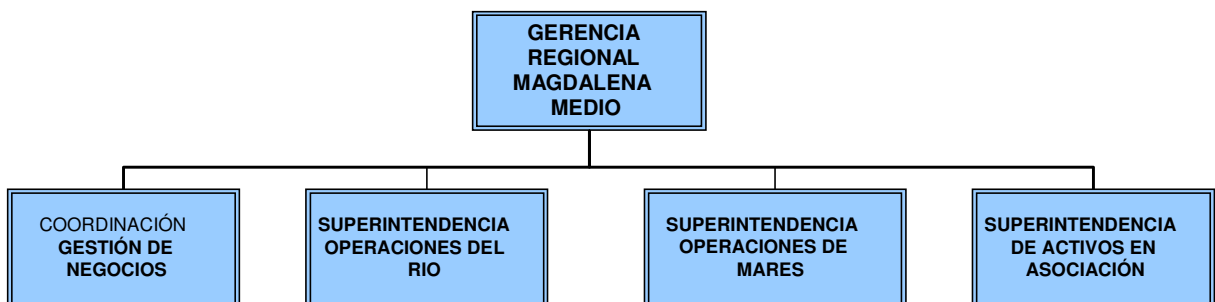 GERENCIA
REGIONAL
MAGDALENA
MEDIO
COORDINACIÓN
GESTIÓN DE
NEGOCIOS
SUPERINTENDENCIA
OPERACIONES DEL
RIO
SUPERINTENDENCIA
OPERACIONES DE
MARES
SUPERINTENDENCIA
DE ACTIVOS EN
ASOCIACIÓN